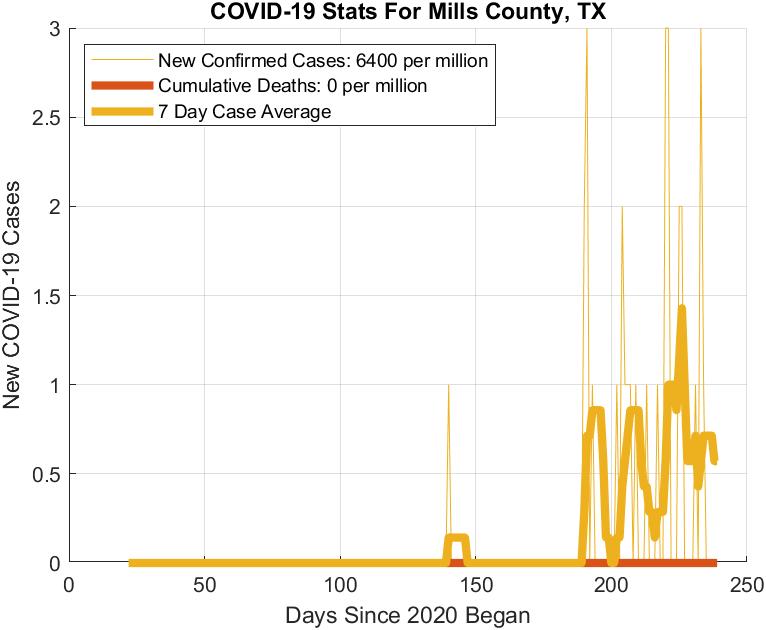 COVID-19 Stats For Mills County, TX
New Confirmed Cases: 6400 per million
Cumulative Deaths: 0 per million
7 Day Case Average
New COVID-19 Cases
3
2.5
2
1.5
1
0.5
0
0 50 100 150 200 250
Days Since 2020 Began